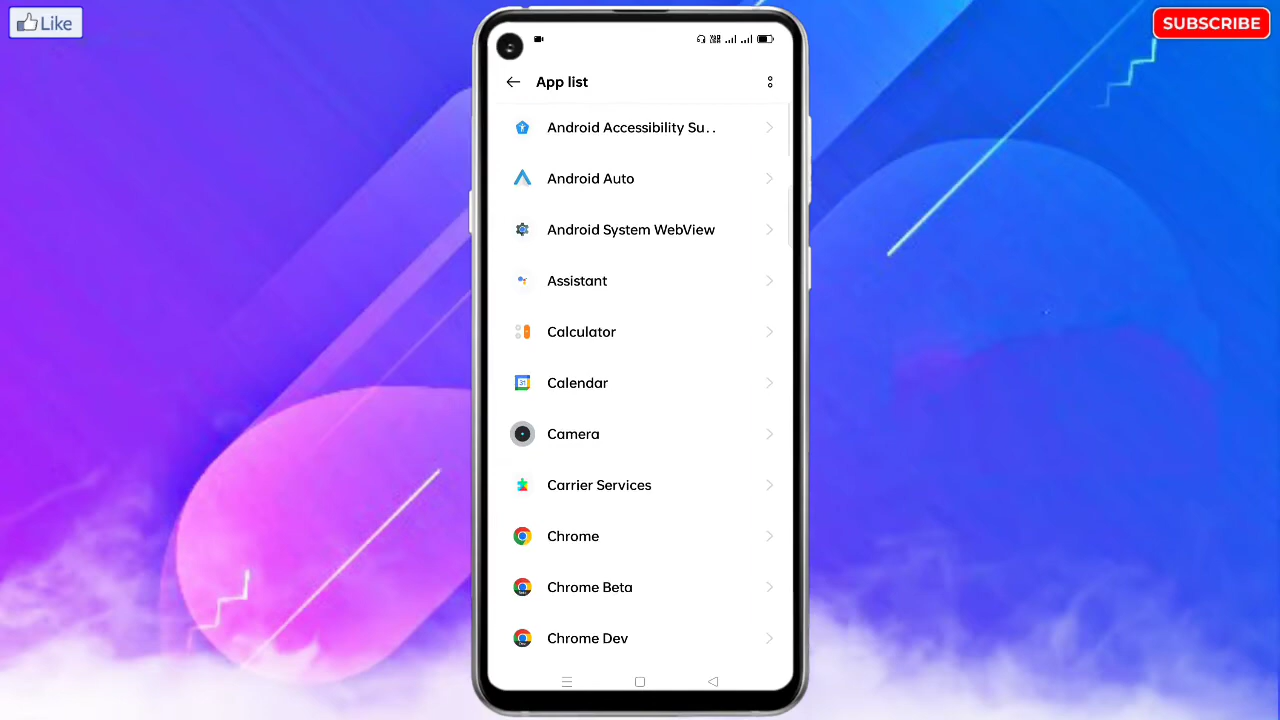 Like
SUBSCRIBE
App list
Android Accessibility Su..
Android Auto
Android System WebView
Assistant
Calculator
31
Calendar
Camera
Carrier Services
Chrome
Chrome Beta
Chrome Dev